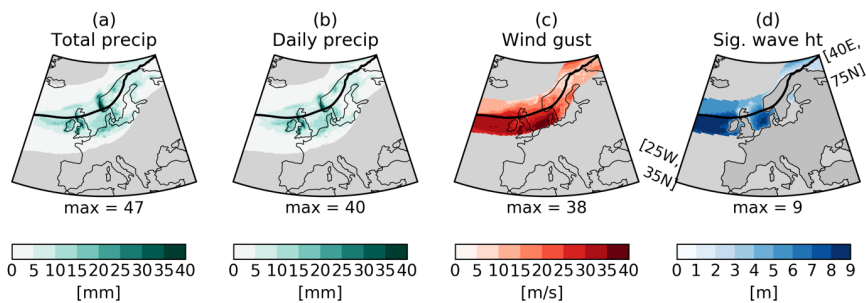 (a)
Total precip
(b)
Daily precip
(c)
Wind gust
(d)
Sig. wave ht
[40E,
75N]
[25W,
35N]
max = 47
max = 40
max = 38
max = 9
0 5 10 15 20 25 30 35 40
[mm]
0 5 10 15 20 25 30 35 40
[mm]
0 5 10 15 20 25 30 35 40
[m/s]
0 1 2 3 4 5 6 7 8 9
[m]